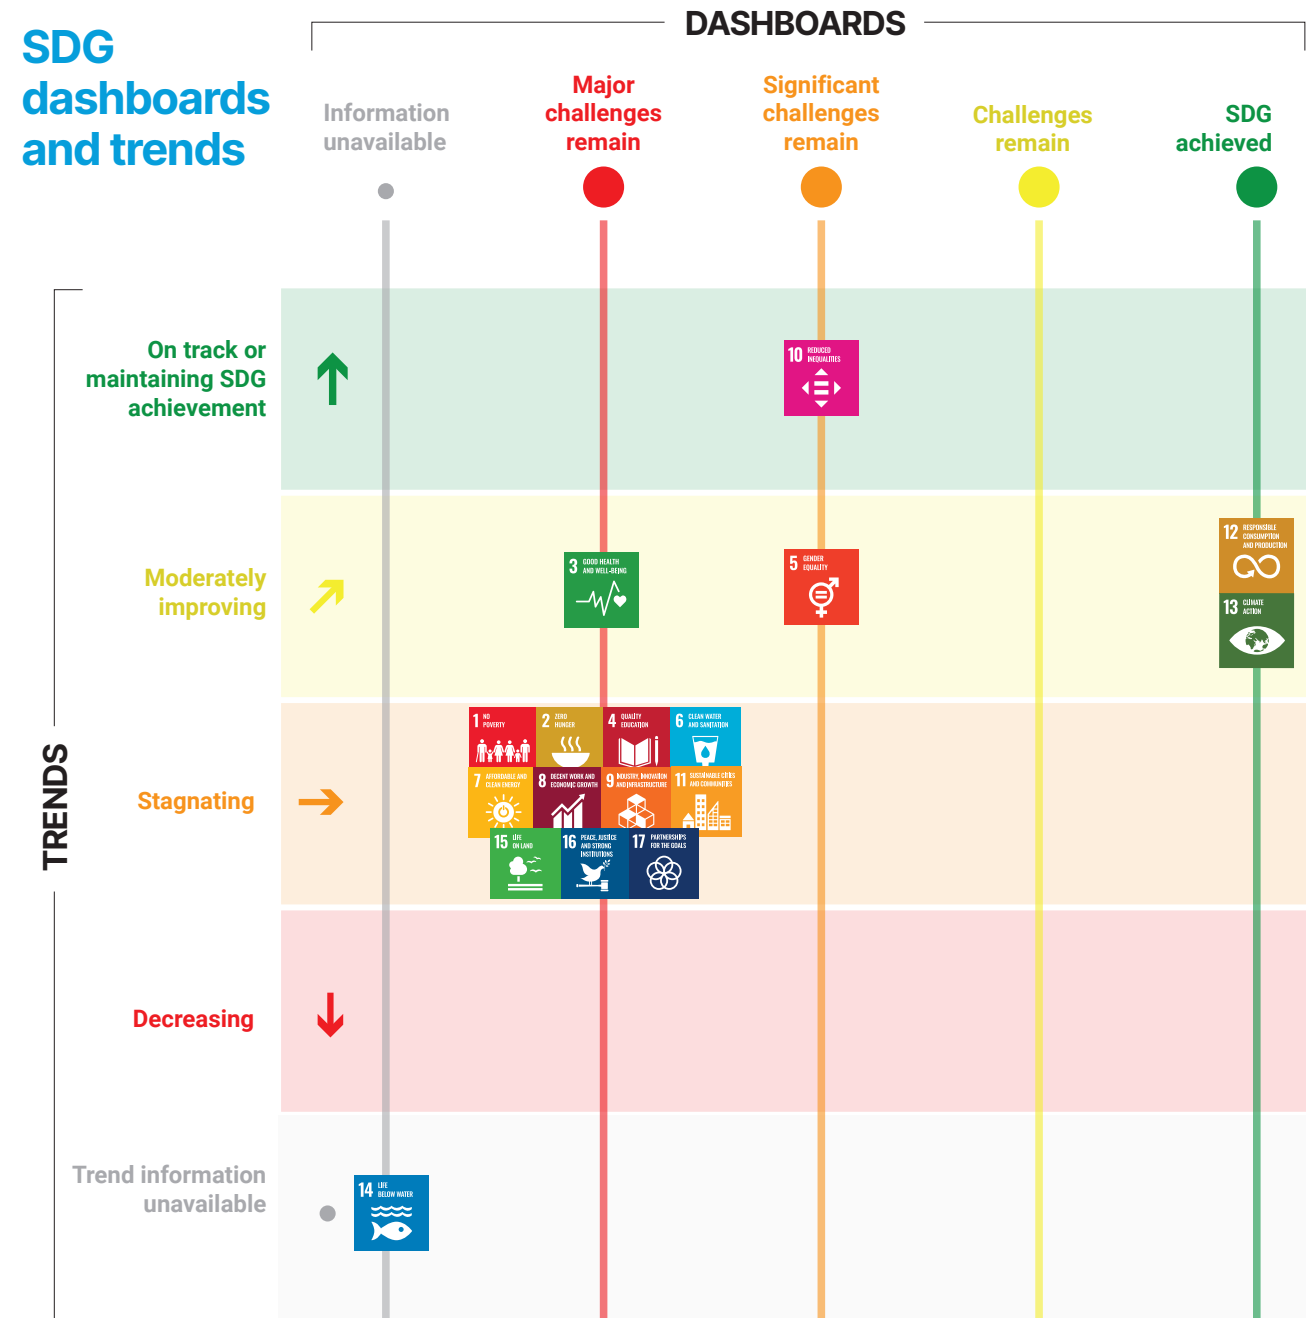 SDG
dashboards
and trends
DASHBOARDS
Information
unavailable
Major
challenges
remain
Significant
challenges
remain
Challenges
remain
SDG
achieved
TRENDS
On track or
maintaining SDG
achievement
10 REDUCED
INEQUALITIES
Moderately
improving
3 GOOD HEALTH
AND WELL-BEING
5 GENDER
EQUALITY
12 RESPONSIBLE
CONSUMPTION
AND PRODUCTION
13 CLIMATE
ACTION
Stagnating
1 NO
POVERTY
2 ZERO
HUNGER
4 QUALITY
EDUCATION
6 CLEAN WATER
AND SANITATION
7 AFFORDABLE AND
CLEAN ENERGY
8 DECENT WORK AND
ECONOMIC GROWTH
9 INDUSTRY, INNOVATION
AND INFRASTRUCTURE
11 SUSTAINABLE CITIES
AND COMMUNITIES
15 LIFE
ON LAND
16 PEACE, JUSTICE
AND STRONG
INSTITUTIONS
17 PARTNERSHIPS
FOR THE GOALS
Decreasing
Trend information
unavailable
14 LIFE
BELOW WATER